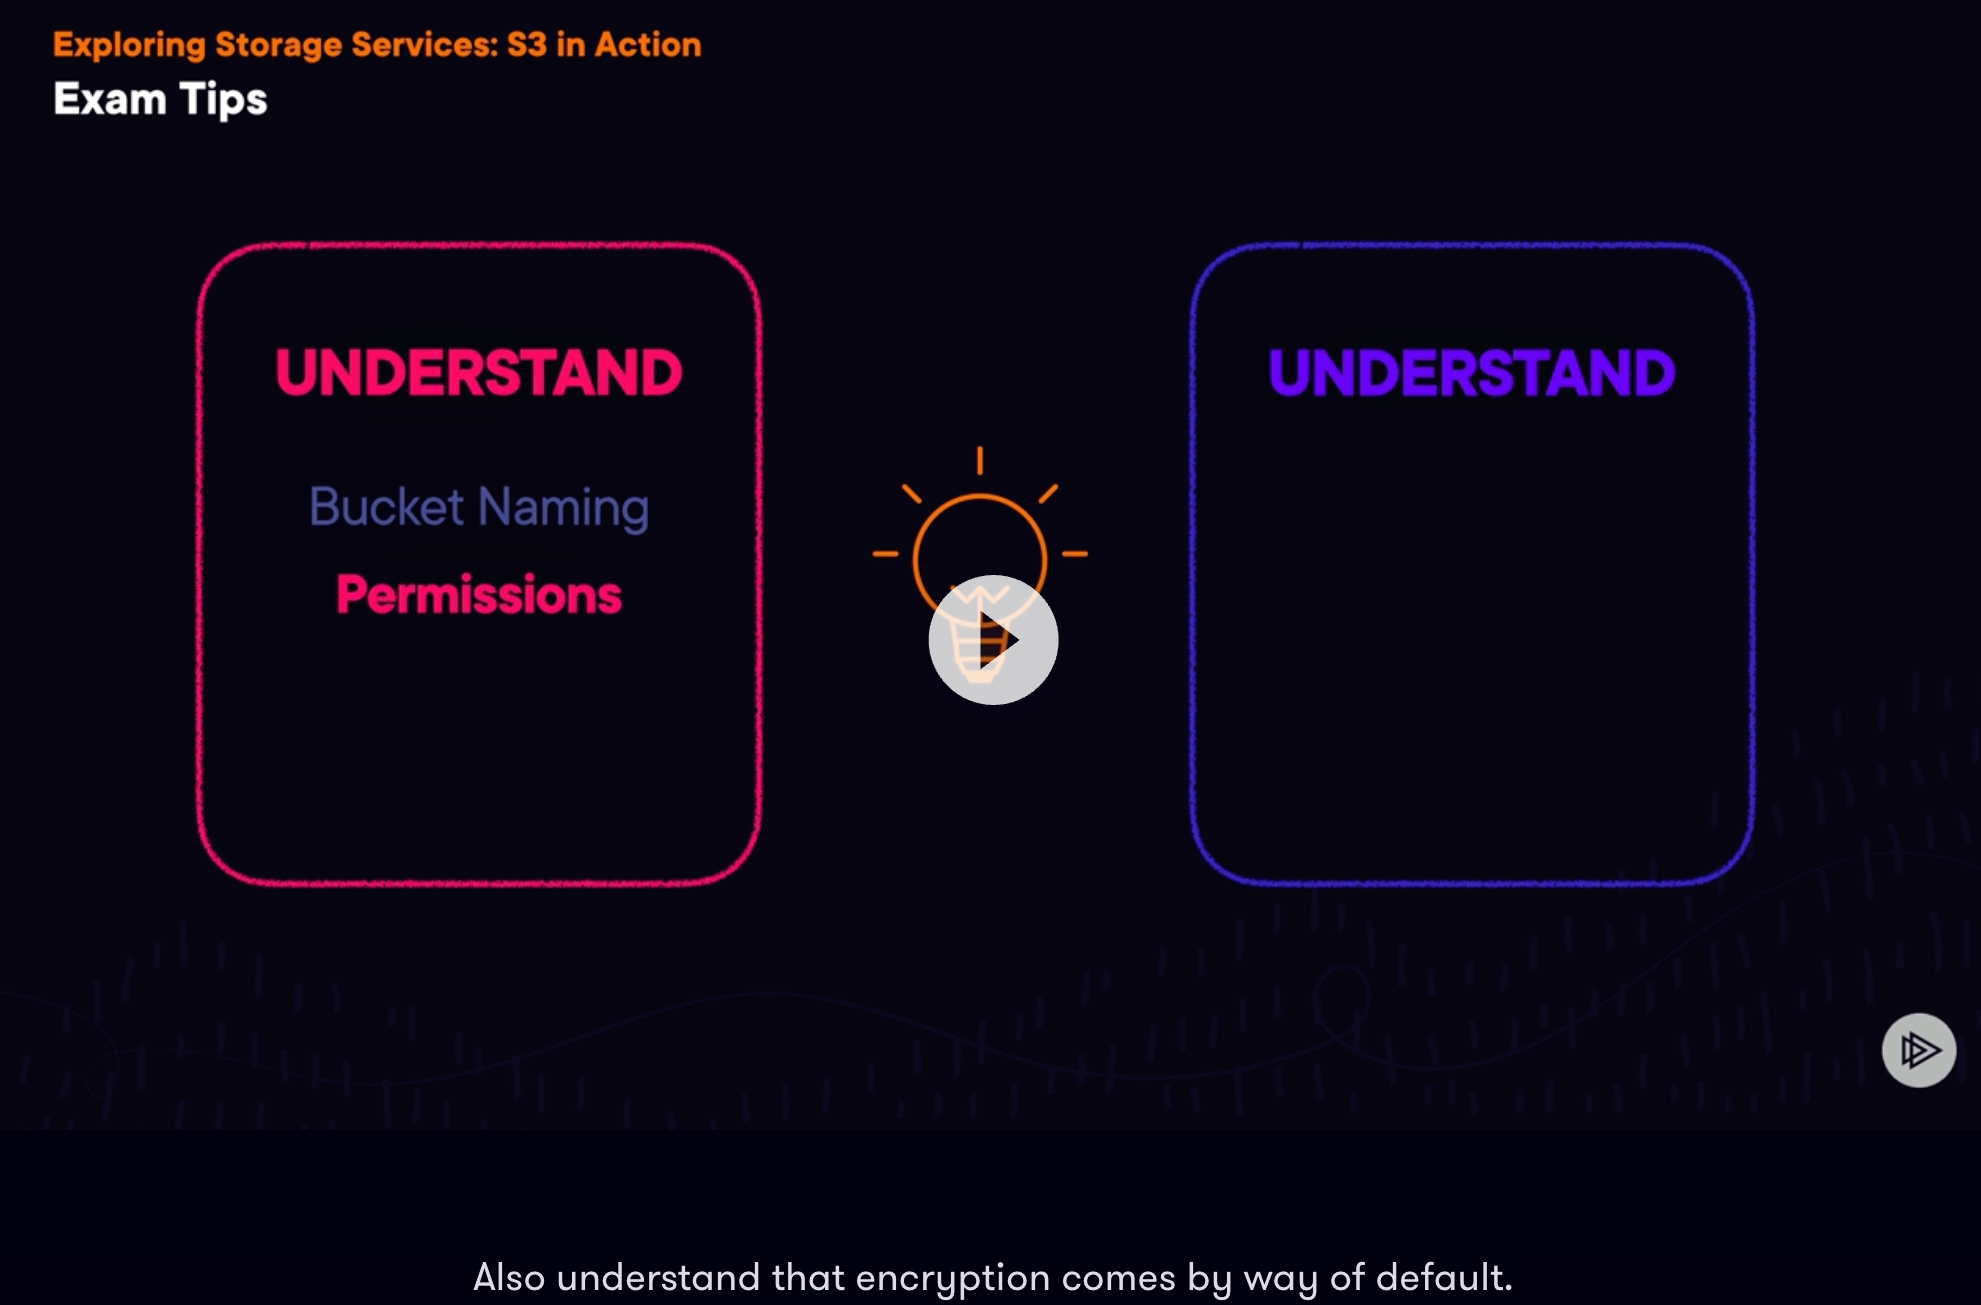 Exploring Storage Services: S3 in Action
Exam Tips
UNDERSTAND
Bucket Naming
Permissions
UNDERSTAND
Also understand that encryption comes by way of default.